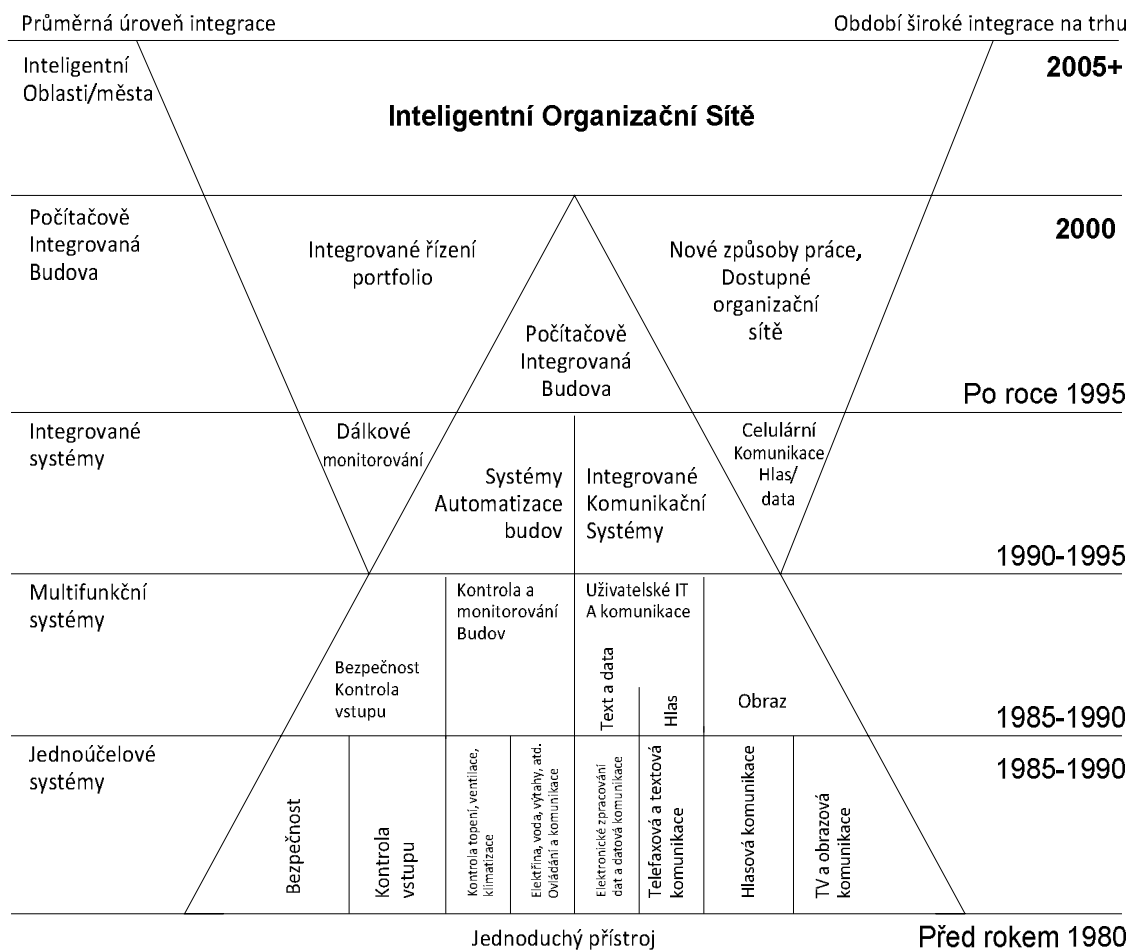 Průměrná úroveň integrace
Období široké integrace na trhu
Inteligentní
Oblasti/města
2005+
Inteligentní Organizační Sítě
Počítačově
Integrovaná
Budova
2000
Integrované řízení
portfolio
Nové způsoby práce,
Dostupné
organizační
sítě
Počítačově
Integrovaná
Budova
Po roce 1995
Integrované
systémy
Dálkové
monitorování
Systémy
Automatizace
budov
Integrované
Komunikační
Systémy
Celulární
Komunikace
Hlas/
data
1990-1995
Multifunkční
systémy
Bezpečnost
Kontrola
vstupu
Kontrola a
monitorování
Budov
Uživatelské IT
A komunikace
Text a data
Hlas
Obraz
1985-1990
Jednoúčelové
systémy
1985-1990
Bezpečnost
Kontrola
vstupu
Kontrola topení, ventilace,
klimatizace
Elektřina, voda, výtahy, atd.
Ovládání a komunikace
Elektronické zpracování
dat a datová komunikace
Telefaxová a textová
komunikace
Hlasová komunikace
TV a obrazová
komunikace
Jednoduchý přístroj
Před rokem 1980